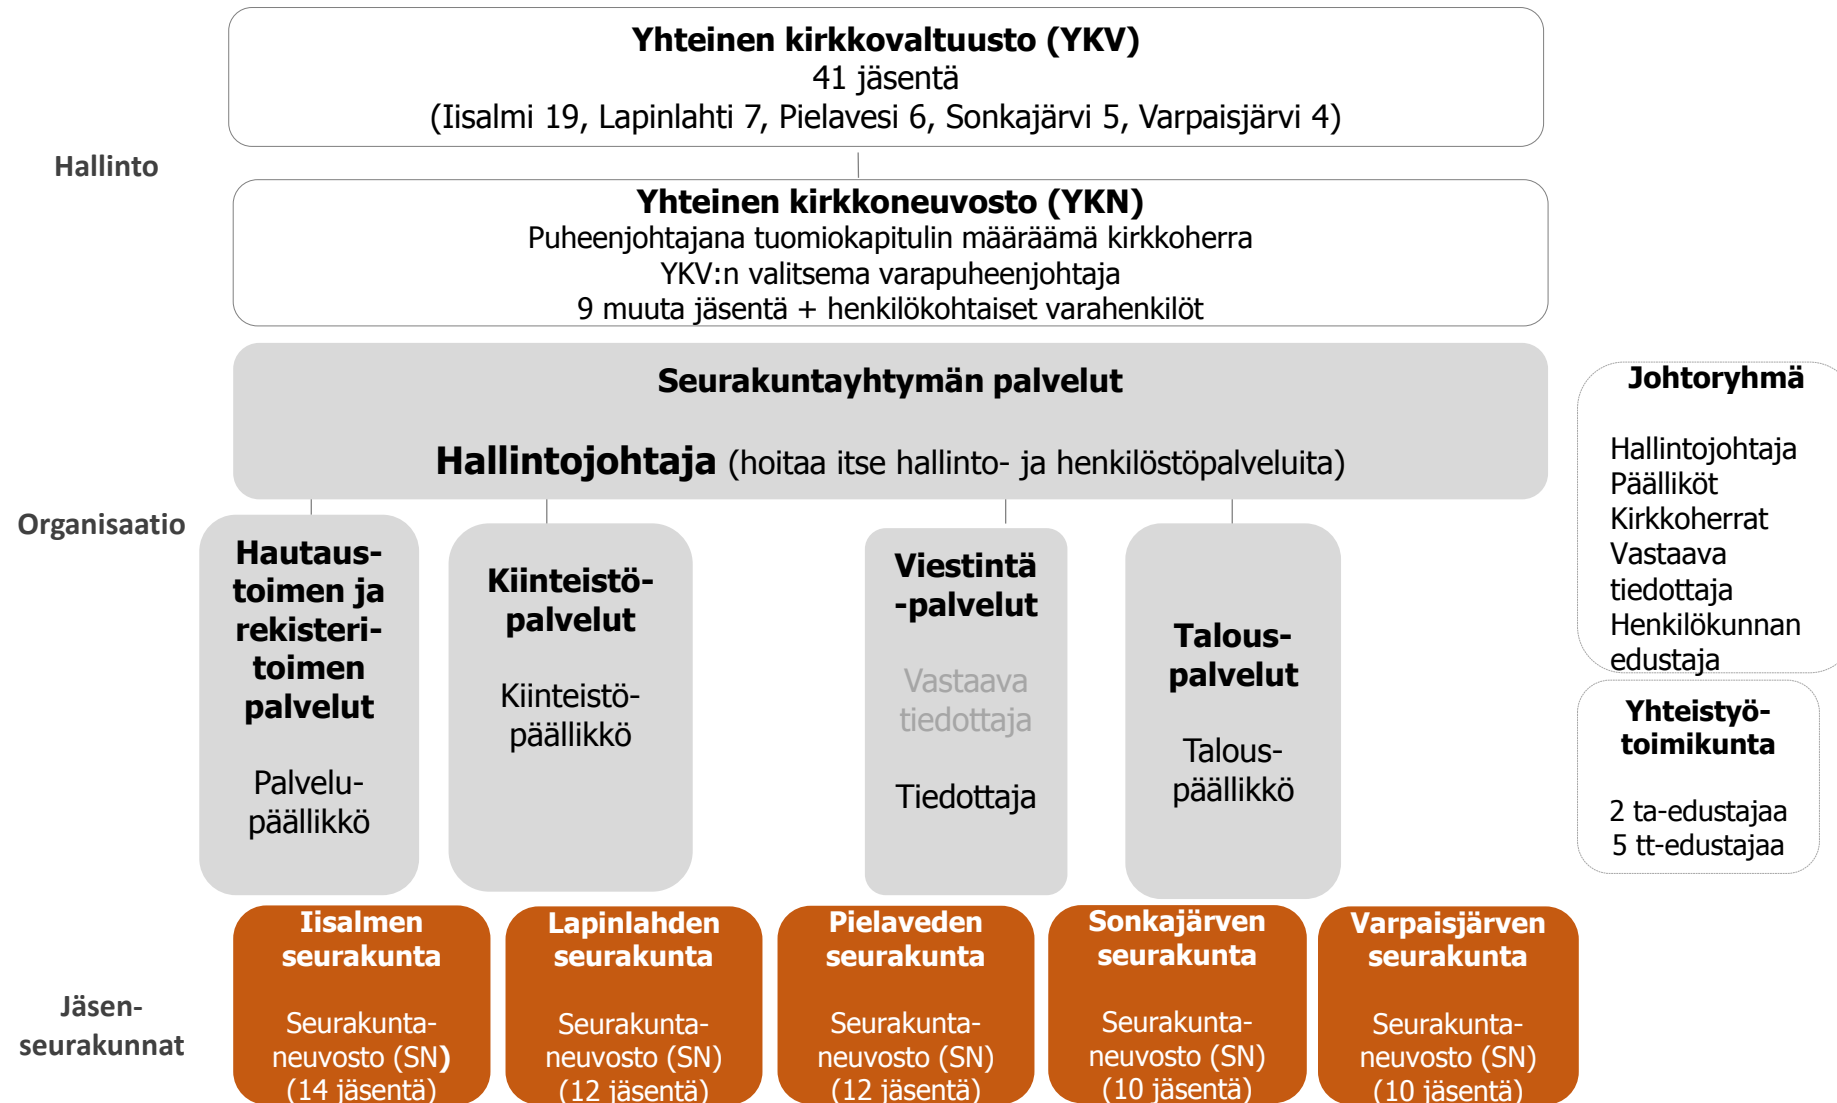 Yhteinen kirkkovaltuusto (YKV)
41 jäsentä
(Iisalmi 19, Lapinlahti 7, Pielavesi 6, Sonkajärvi 5, Varpaisjärvi 4)
Hallinto
Yhteinen kirkkoneuvosto (YKN)
Puheenjohtajana tuomiokapitulin määräämä kirkkoherra
YKV:n valitsema varapuheenjohtaja
9 muuta jäsentä + henkilökohtaiset varahenkilöt
Seurakuntayhtymän palvelut
Hallintojohtaja (hoitaa itse hallinto- ja henkilöstöpalveluita)
Organisaatio
Hautaus-
toimen ja
rekisteri-
toimen
palvelut
Palvelu-
päällikkö
Kiinteistö-
palvelut
Kiinteistö-
päällikkö
Viestintä
-palvelut
Vastaava
tiedottaja
Tiedottaja
Talous-
palvelut
Talous-
päällikkö
Johtoryhmä
Hallintojohtaja
Päälliköt
Kirkkoherrat
Vastaava
tiedottaja
Henkilökunnan
edustaja
Yhteistyö-
toimikunta
2 ta-edustajaa
5 tt-edustajaa
Jäsen-
seurakunnat
Iisalmen
seurakunta
Seurakunta-
neuvosto (SN)
(14 jäsentä)
Lapinlahden
seurakunta
Seurakunta-
neuvosto (SN)
(12 jäsentä)
Pielaveden
seurakunta
Seurakunta-
neuvosto (SN)
(12 jäsentä)
Sonkajärven
seurakunta
Seurakunta-
neuvosto (SN)
(10 jäsentä)
Varpaisjärven
seurakunta
Seurakunta-
neuvosto (SN)
(10 jäsentä)